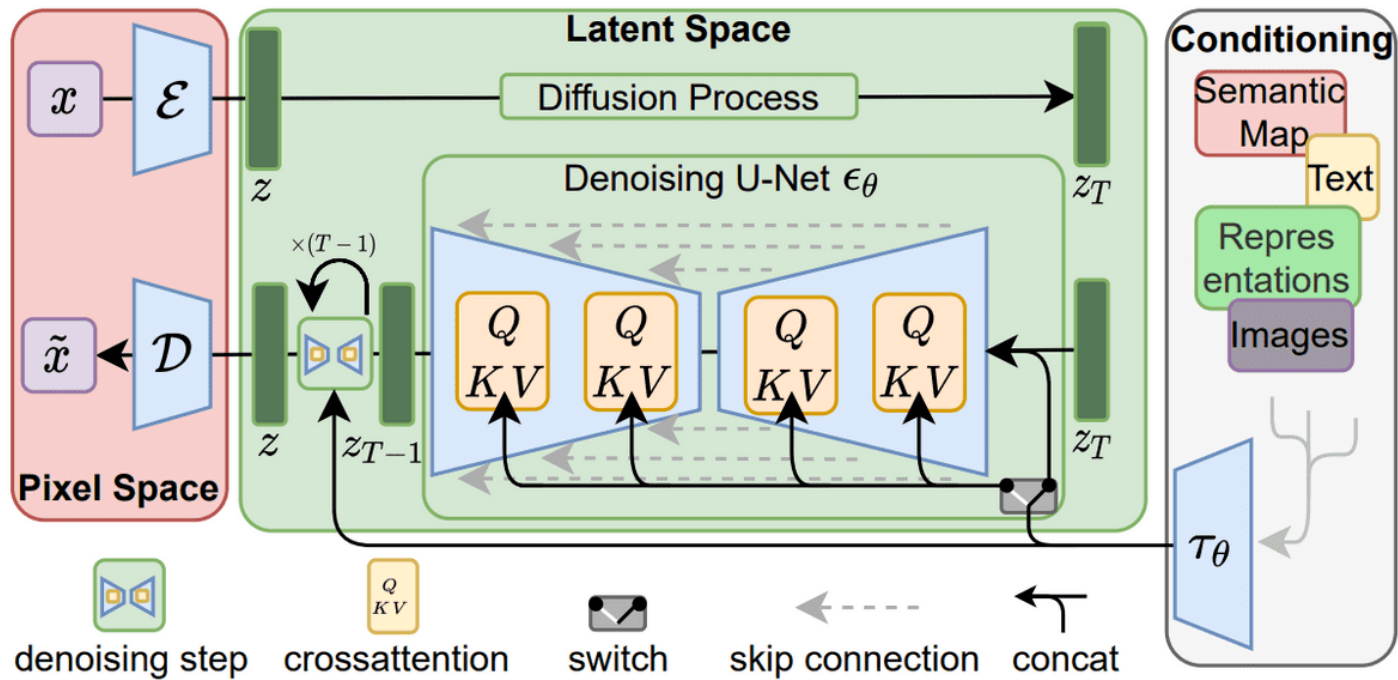 Latent Space
Conditioning
x
ℰ
Diffusion Process
Semantic
Map
Text
z
Denoising U-Net ϵ_θ
z_T
Repres
entations
×(T − 1)
Images
Q
K V
Q
K V
Q
K V
Q
K V
x̃
𝒟
z
z_{T−1}
z_T
Pixel Space
τ_θ
Q
K V
denoising step
crossattention
switch
skip connection
concat